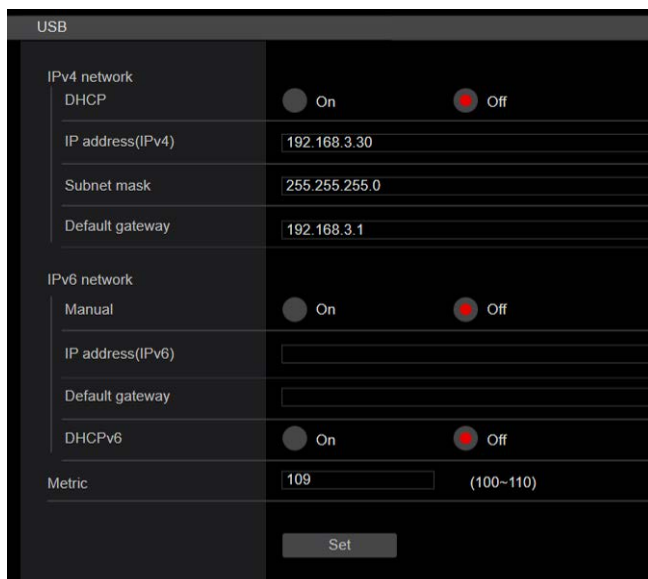 USB
IPv4 network
DHCP On Off
IP address(IPv4) 192.168.3.30
Subnet mask 255.255.255.0
Default gateway 192.168.3.1
IPv6 network
Manual On Off
IP address(IPv6)
Default gateway
DHCPv6 On Off
Metric 109 (100~110)
Set